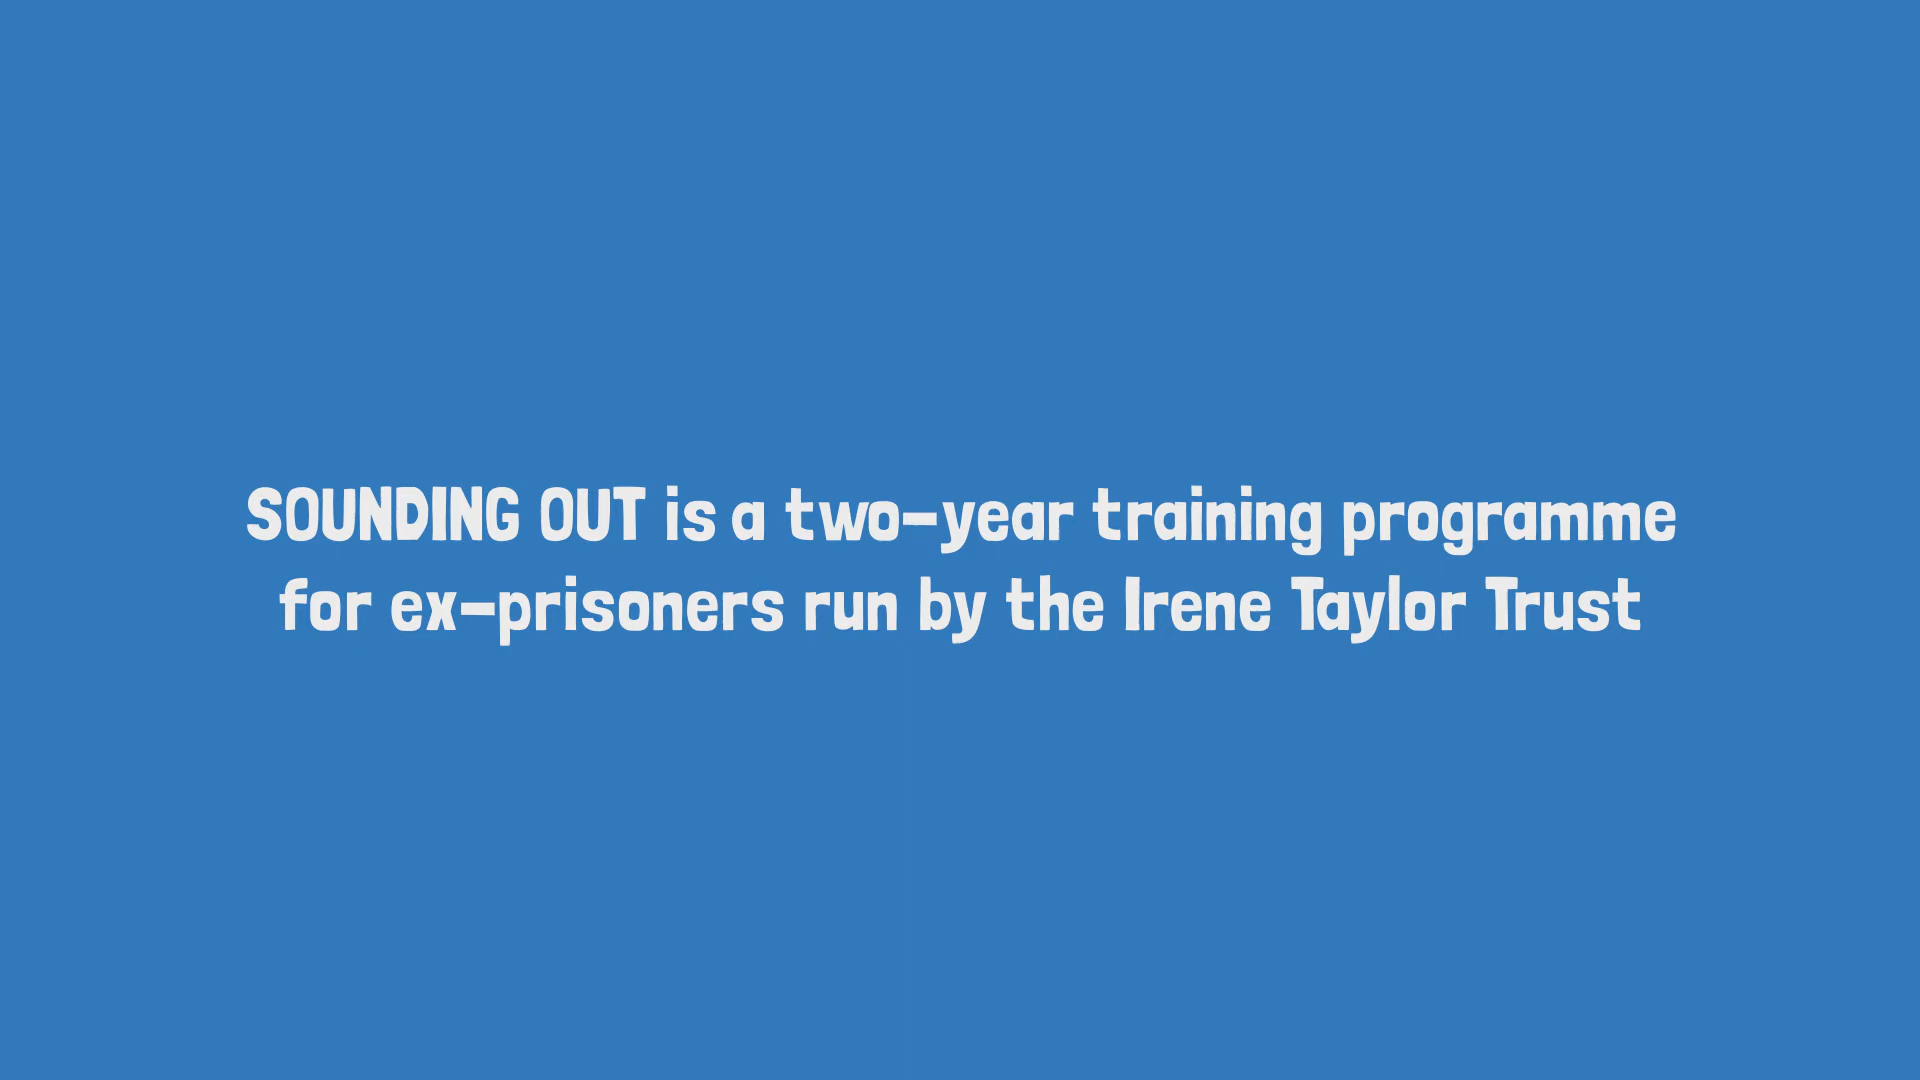 SOUNDING OUT is a two-year training programme
for ex-prisoners run by the Irene Taylor Trust